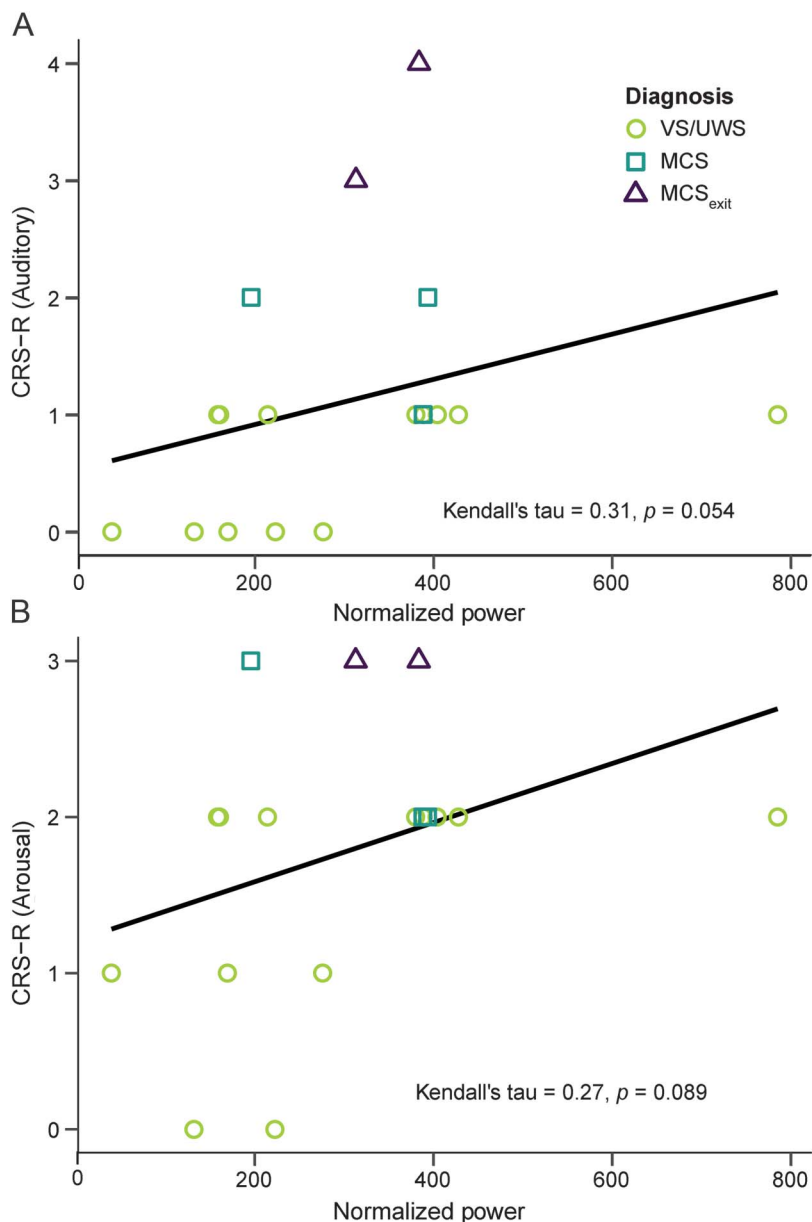 A
4
3
2
1
0
CRS−R (Auditory)
Diagnosis
VS/UWS
MCS
MCSexit
Kendall's tau = 0.31, p = 0.054
0 200 400 600 800
Normalized power
B
3
2
1
0
CRS−R (Arousal)
Kendall's tau = 0.27, p = 0.089
0 200 400 600 800
Normalized power